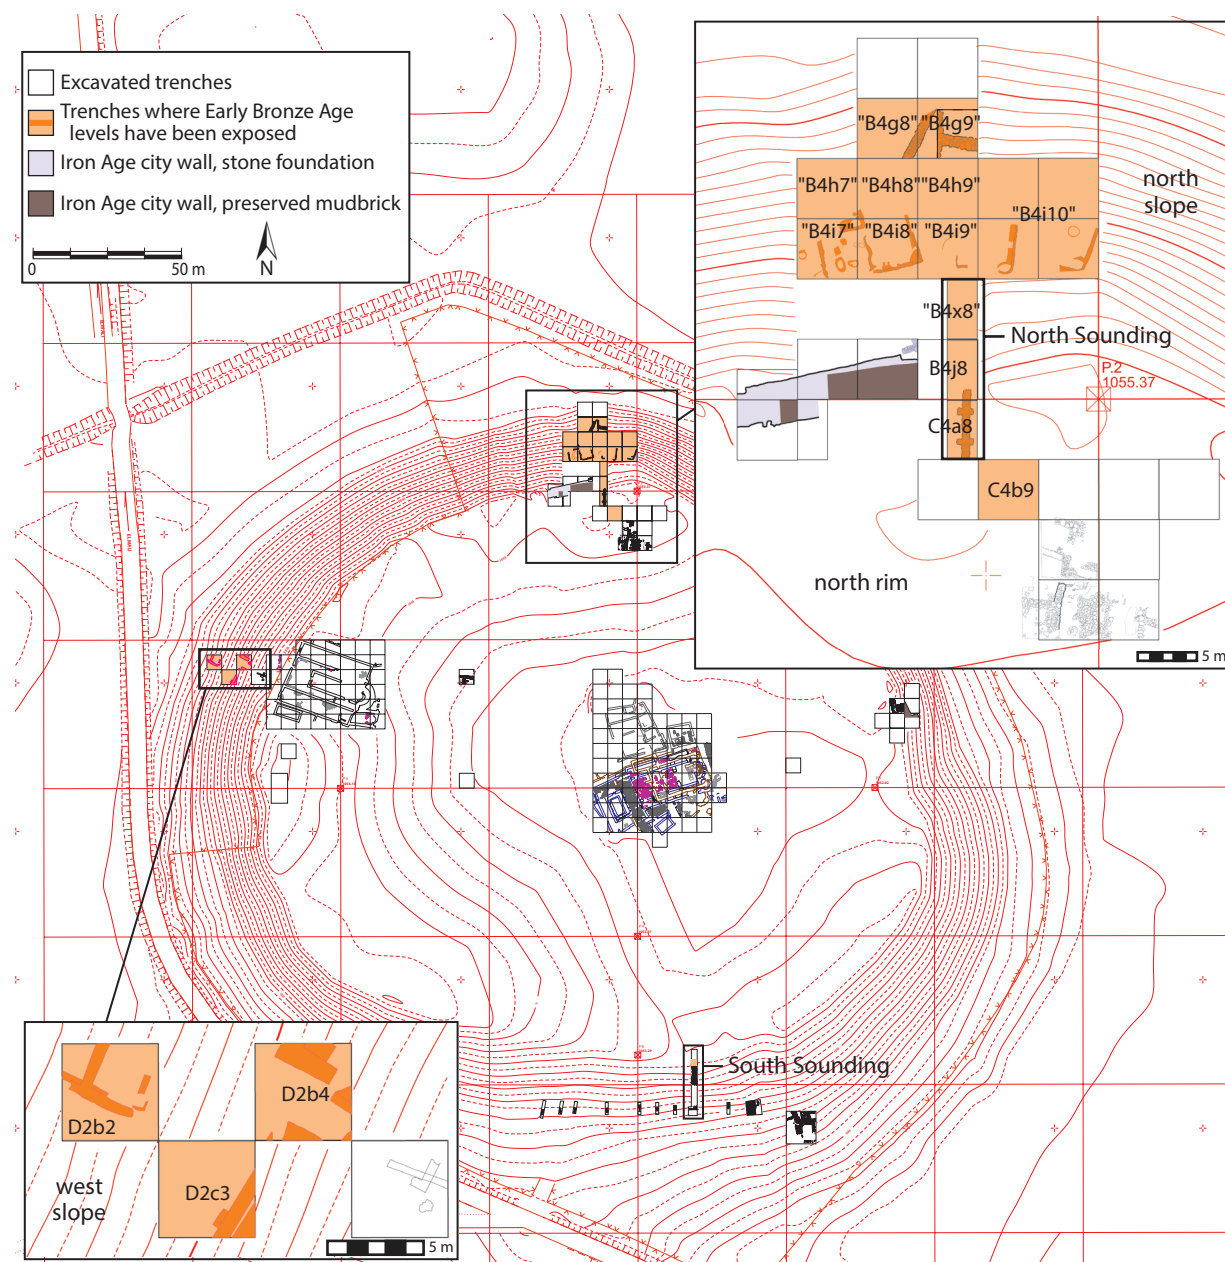 Excavated trenches
Trenches where Early Bronze Age
levels have been exposed
Iron Age city wall, stone foundation
Iron Age city wall, preserved mudbrick
0
50 m
N
"B4g8"
"B4g9"
"B4h7"
"B4h8"
"B4h9"
"B4i10"
"B4i7"
"B4i8"
"B4i9"
north
slope
"B4x8"
North Sounding
B4j8
P.2
1055.37
C4a8
C4b9
north rim
5 m
South Sounding
D2b2
D2b4
D2c3
west
slope
5 m